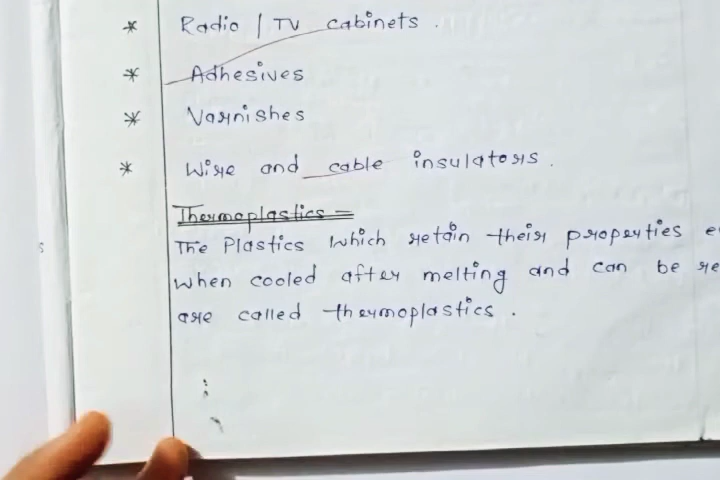 * Radio / TV cabinets .
* Adhesives
* Varnishes
* Wire and cable insulators .
Thermoplastics =
The Plastics which retain their properties
when cooled after melting and can be
are called thermoplastics .